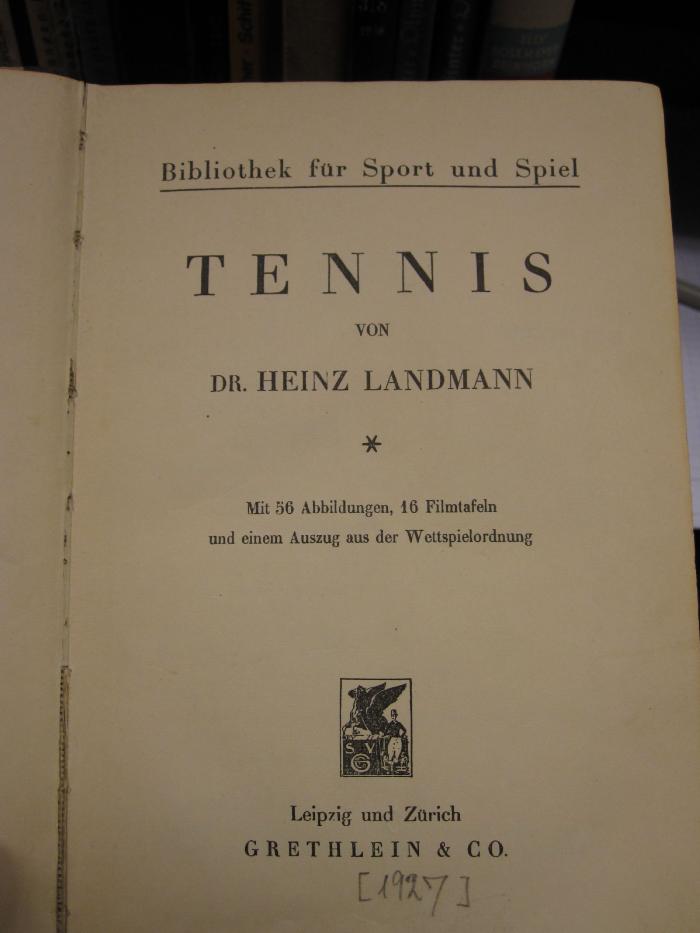 Bibliothek für Sport und Spiel
TENNIS
VON
DR. HEINZ LANDMANN
*
Mit 56 Abbildungen, 16 Filmtafeln
und einem Auszug aus der Wettspielordnung
S V
G
Leipzig und Zürich
GRETHLEIN & CO.
[1927]